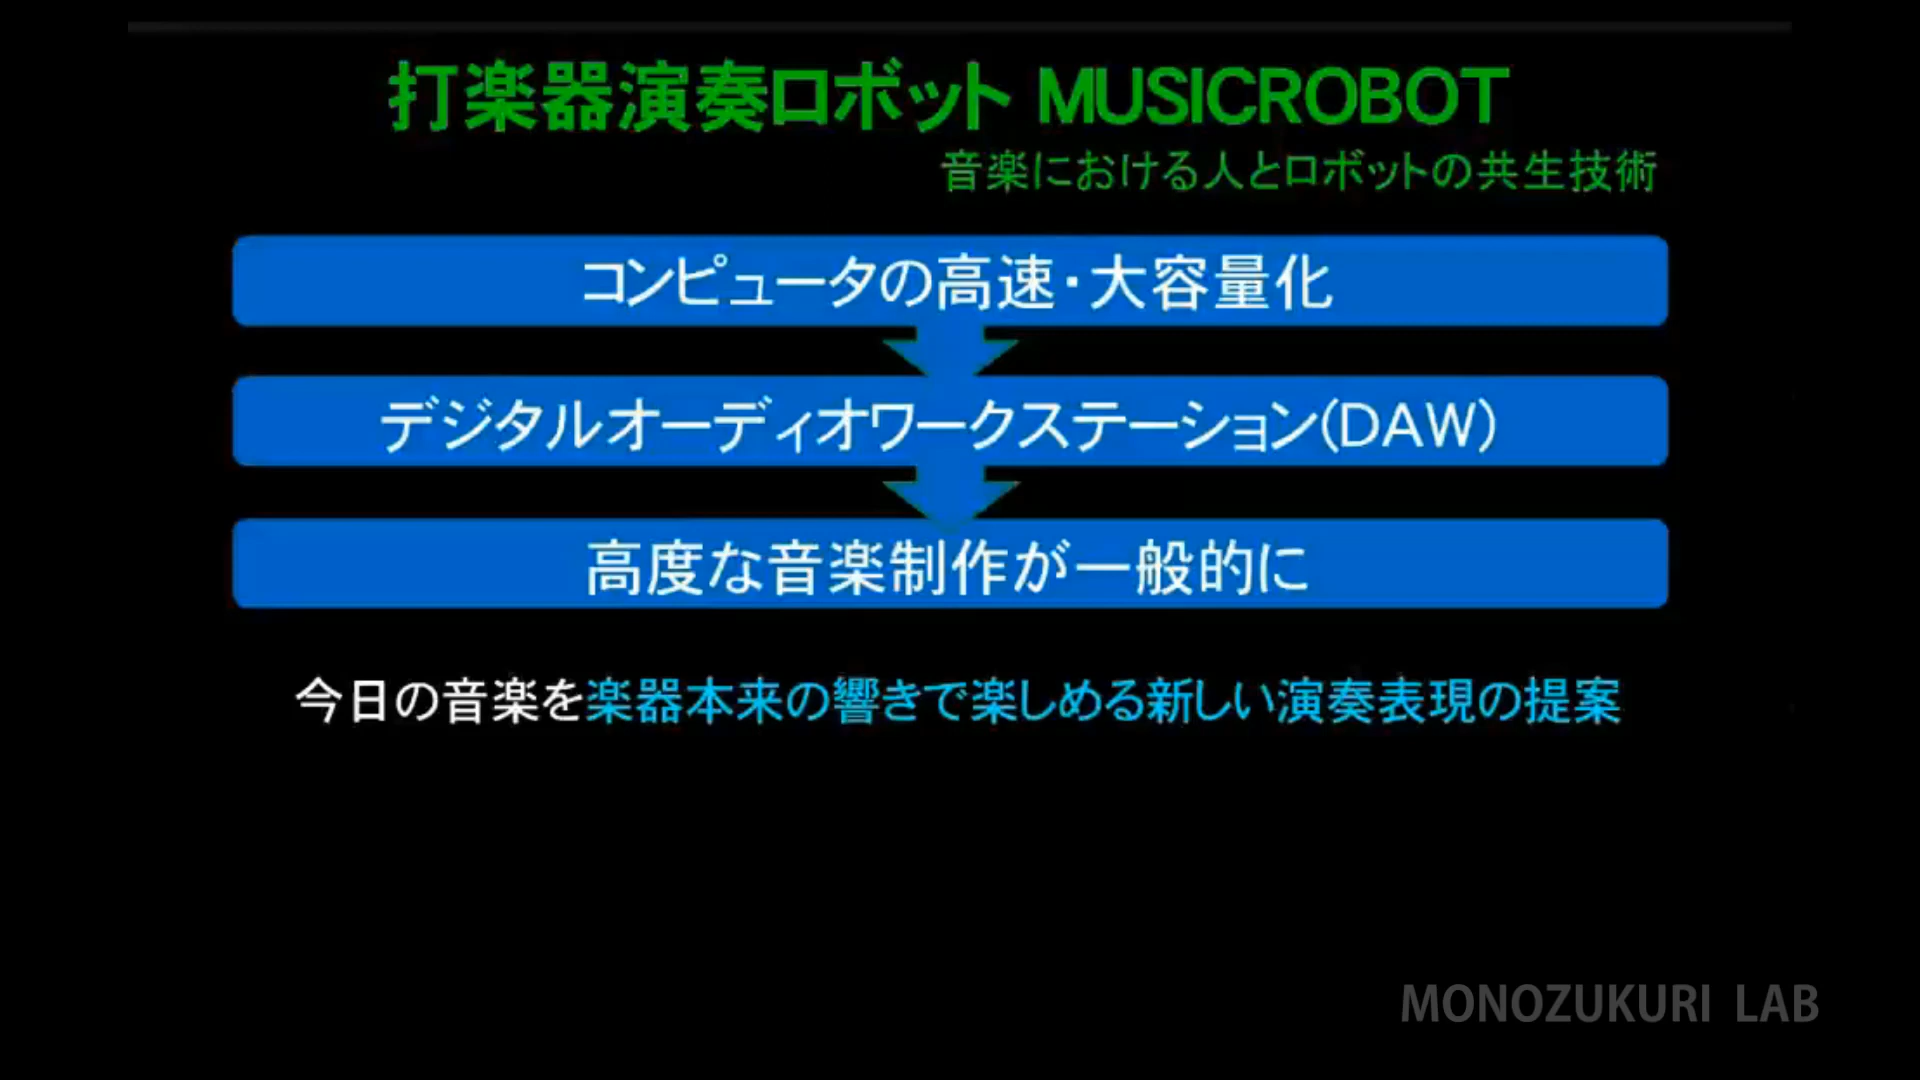 打楽器演奏ロボット MUSICROBOT
音楽における人とロボットの共生技術
コンピュータの高速・大容量化
デジタルオーディオワークステーション(DAW)
高度な音楽制作が一般的に
今日の音楽を楽器本来の響きで楽しめる新しい演奏表現の提案
MONOZUKURI LAB